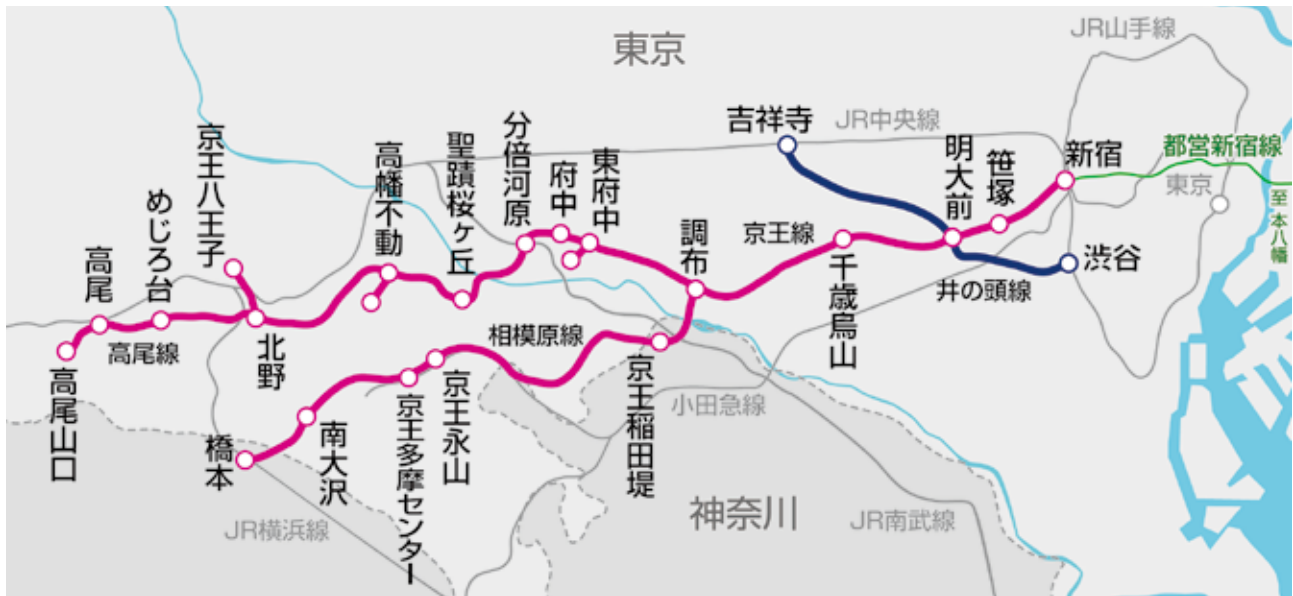 東京
JR山手線
吉祥寺
JR中央線
明大前
笹塚
新宿
都営新宿線
東京
至 本八幡
分倍河原
府中
東府中
聖蹟桜ヶ丘
高幡不動
京王八王子
めじろ台
高尾
調布
京王線
千歳烏山
井の頭線
渋谷
高尾線
北野
相模原線
高尾山口
橋本
南大沢
京王多摩センター
京王永山
京王稲田堤
小田急線
神奈川
JR横浜線
JR南武線